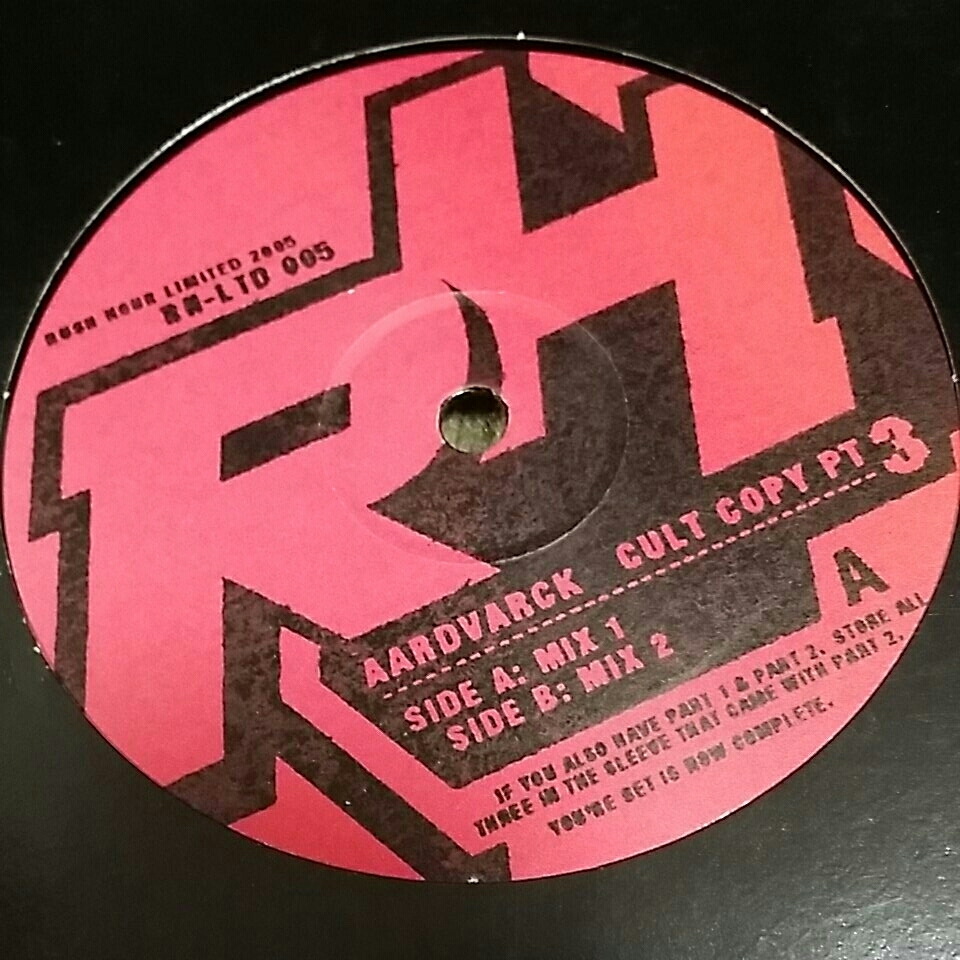 RUSH HOUR LIMITED 2005
RH-LTD 005
RH
AARDVARCK CULT COPY PT 3
SIDE A: MIX 1
SIDE B: MIX 2
A
IF YOU ALSO HAVE PART 1 & PART 2, STORE ALL
THREE IN THE SLEEVE THAT CAME WITH PART 2.
YOU'RE SET IS NOW COMPLETE.